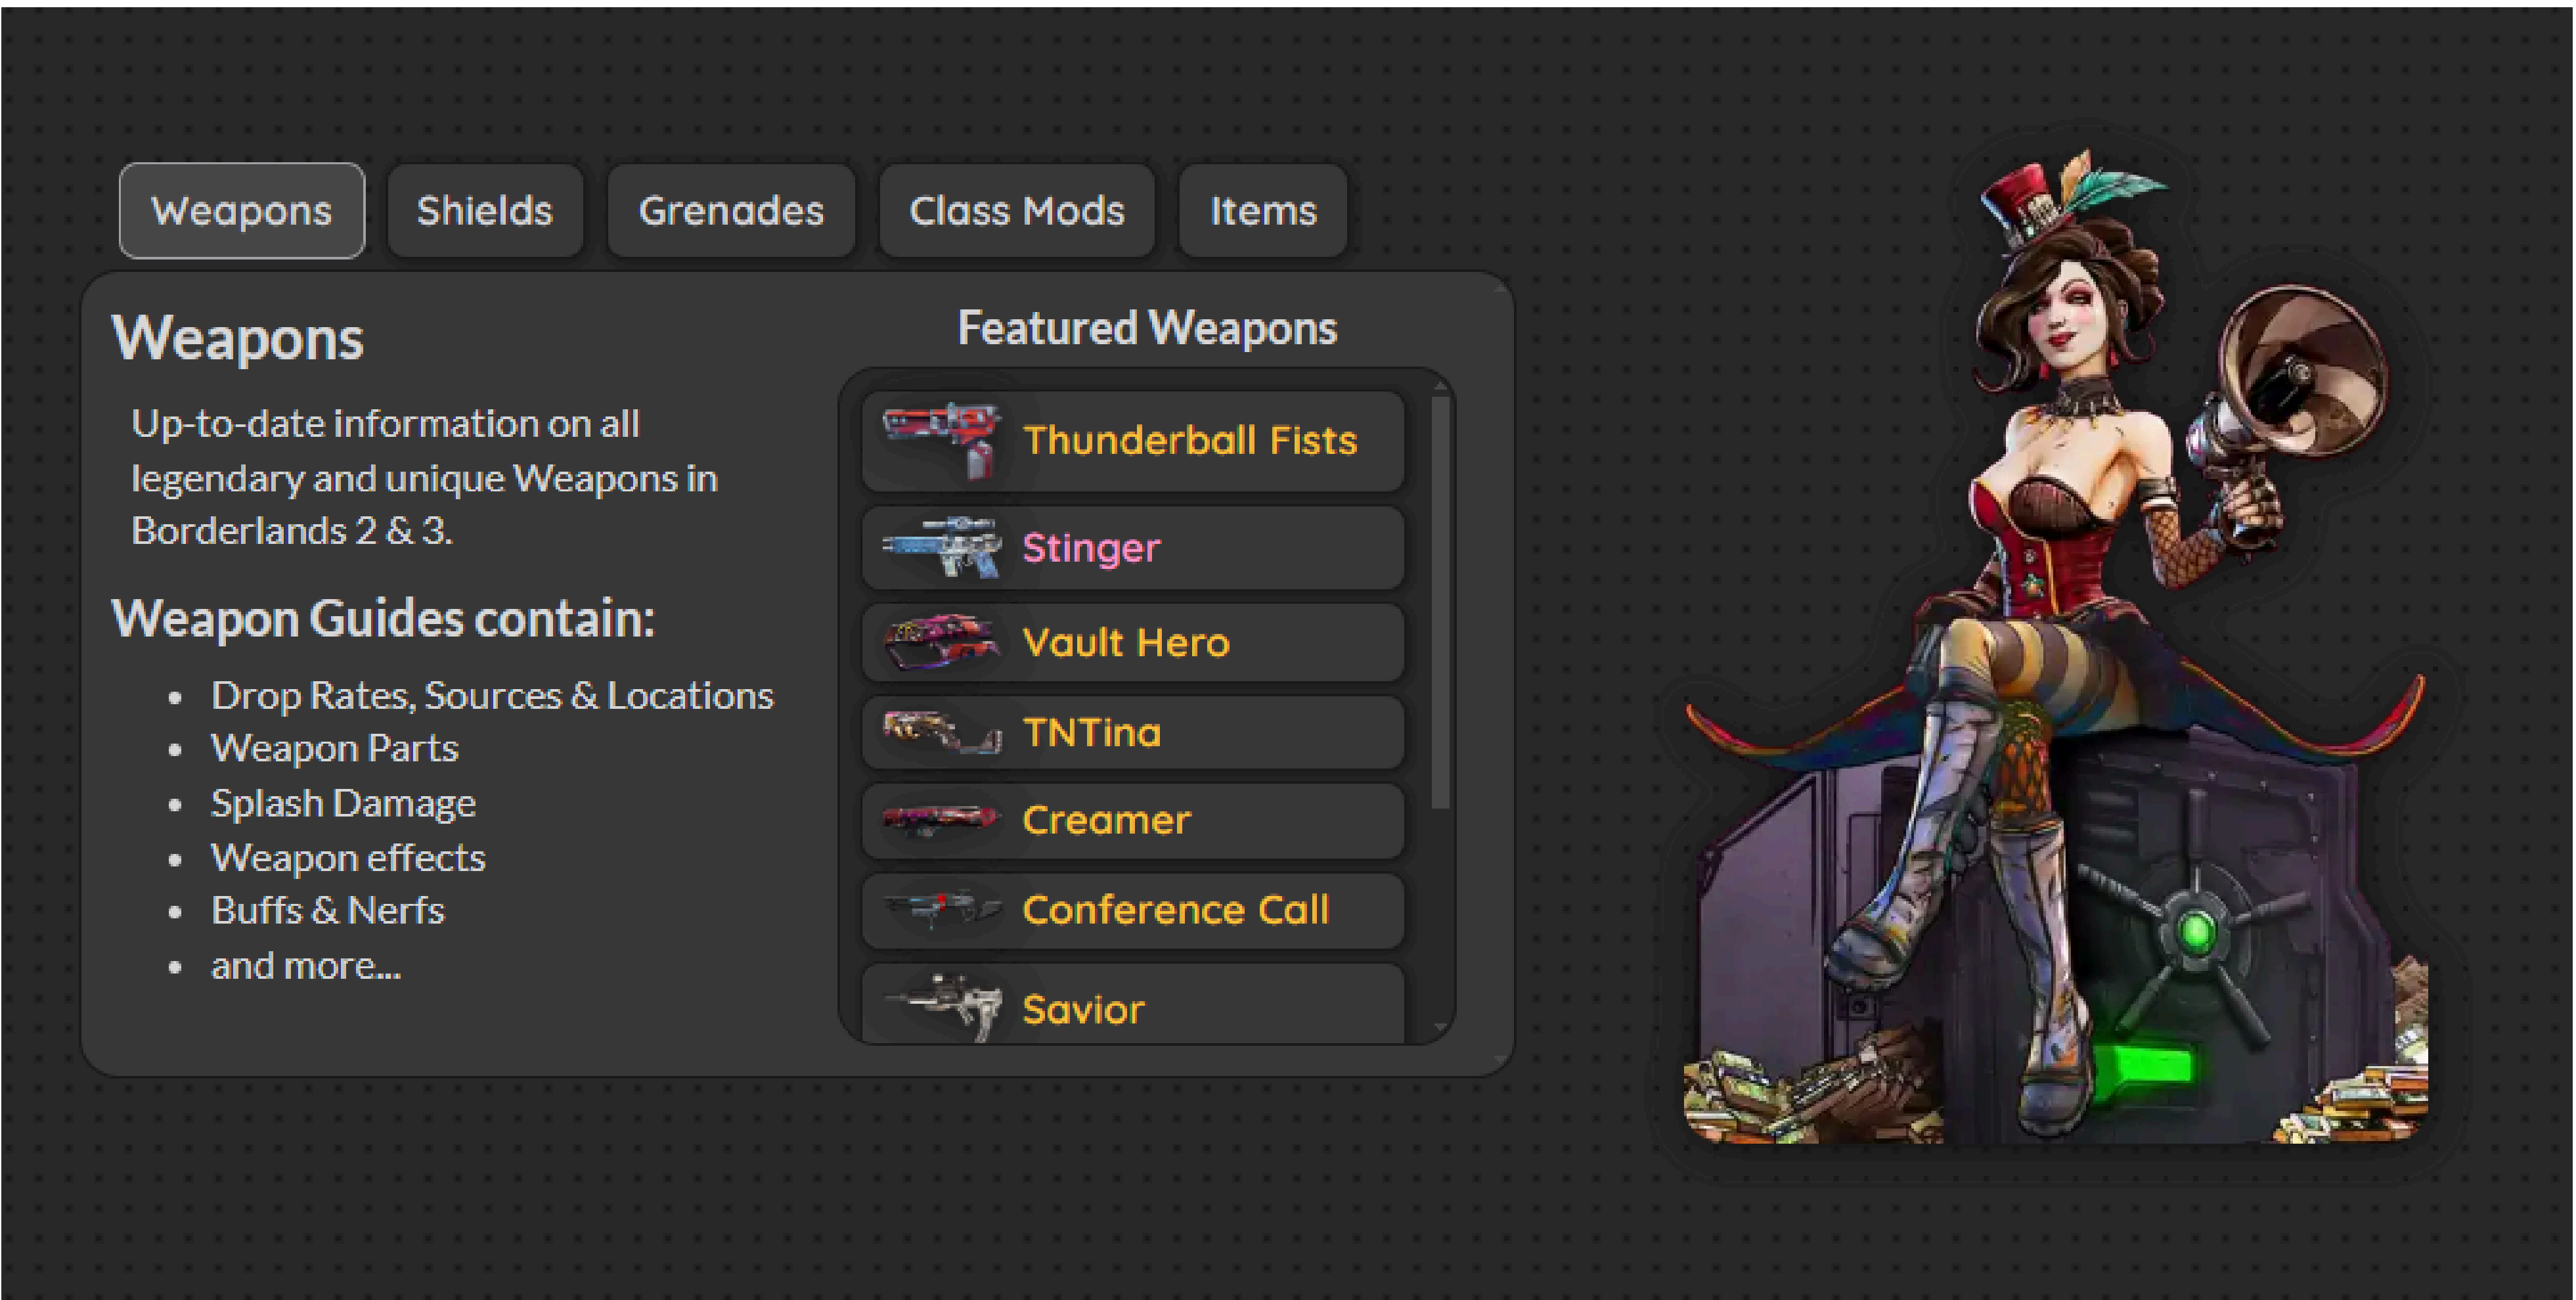 Weapons
Shields
Grenades
Class Mods
Items
Weapons
Up-to-date information on all
legendary and unique Weapons in
Borderlands 2 & 3.
Weapon Guides contain:
Drop Rates, Sources & Locations
Weapon Parts
Splash Damage
Weapon effects
Buffs & Nerfs
and more...
Featured Weapons
Thunderball Fists
Stinger
Vault Hero
TNTina
Creamer
Conference Call
Savior